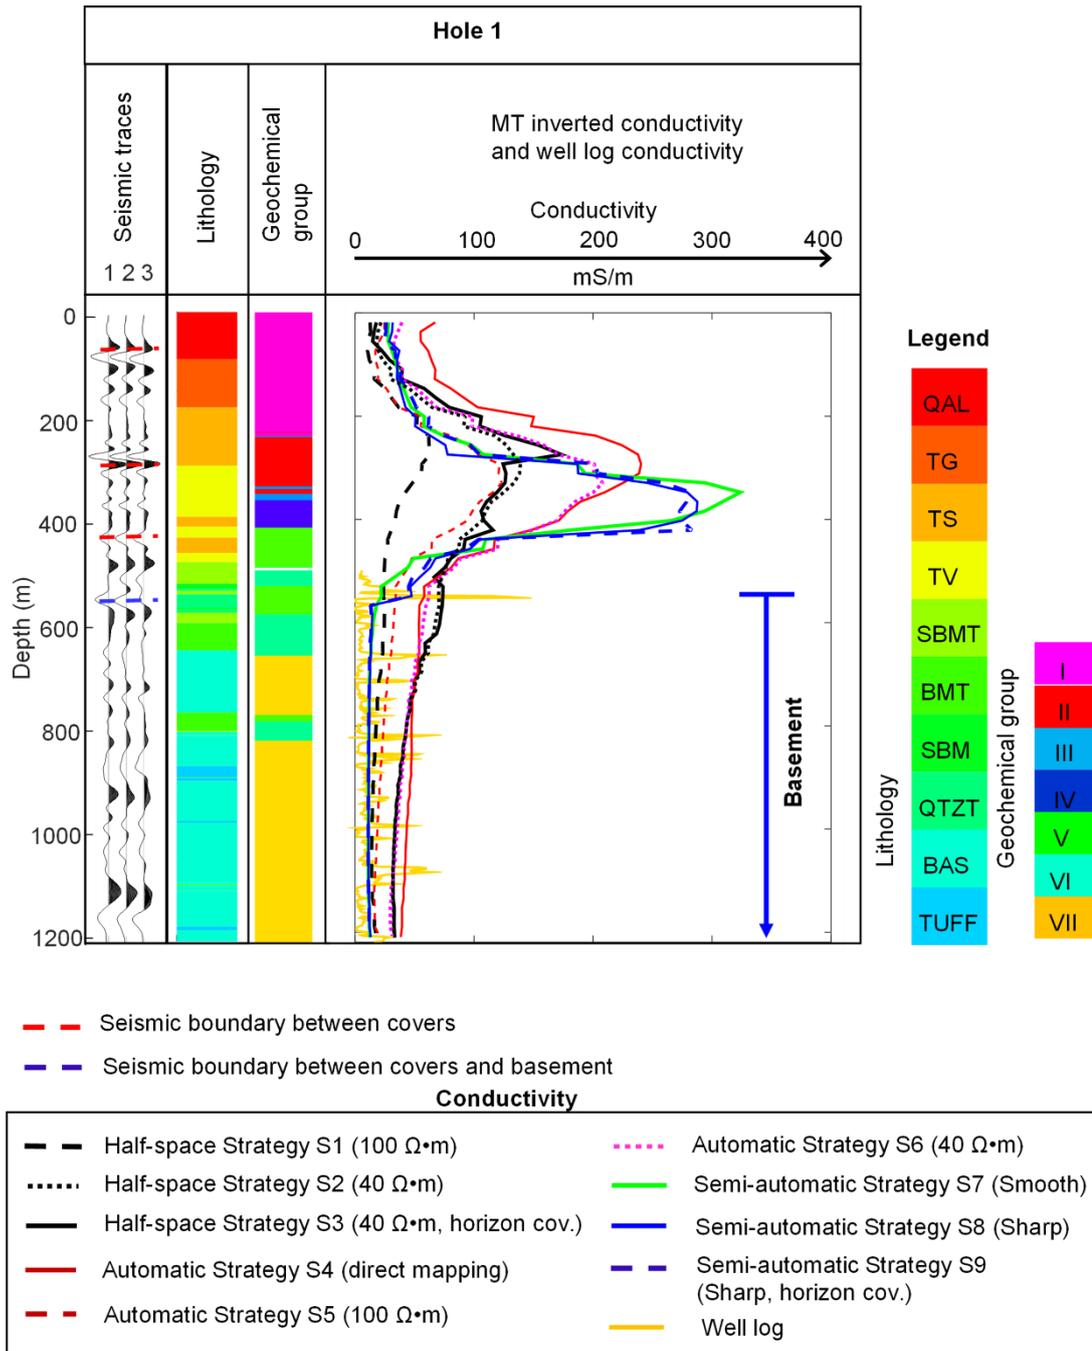 Hole 1
Seismic traces
1 2 3
Lithology
Geochemical
group
MT inverted conductivity
and well log conductivity
Conductivity
0 100 200 300 400
mS/m
Depth (m)
0
200
400
600
800
1000
1200
Basement
Legend
Lithology
QAL
TG
TS
TV
SBMT
BMT
SBM
QTZT
BAS
TUFF
Geochemical group
I
II
III
IV
V
VI
VII
Seismic boundary between covers
Seismic boundary between covers and basement
Conductivity
Half-space Strategy S1 (100 Ω•m)
Half-space Strategy S2 (40 Ω•m)
Half-space Strategy S3 (40 Ω•m, horizon cov.)
Automatic Strategy S4 (direct mapping)
Automatic Strategy S5 (100 Ω•m)
Automatic Strategy S6 (40 Ω•m)
Semi-automatic Strategy S7 (Smooth)
Semi-automatic Strategy S8 (Sharp)
Semi-automatic Strategy S9
(Sharp, horizon cov.)
Well log